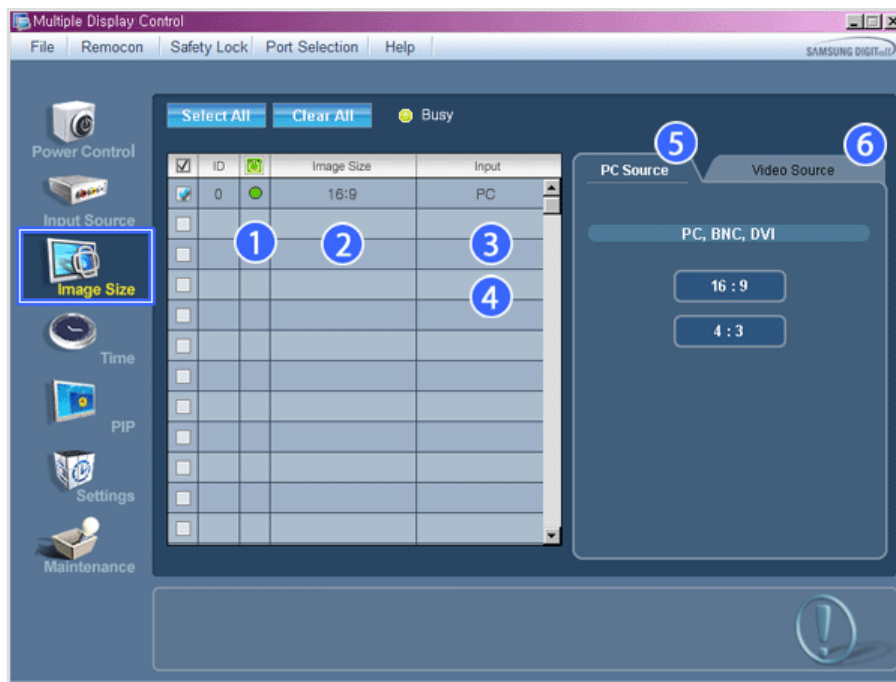 Multiple Display Control
File Remocon Safety Lock Port Selection Help
SAMSUNG DIGITall
Select All Clear All Busy
Power Control
Input Source
Image Size
Time
PIP
Settings
Maintenance
ID Image Size Input
0 16:9 PC
1 2 3
4
5 6
PC Source Video Source
PC, BNC, DVI
16 : 9
4 : 3